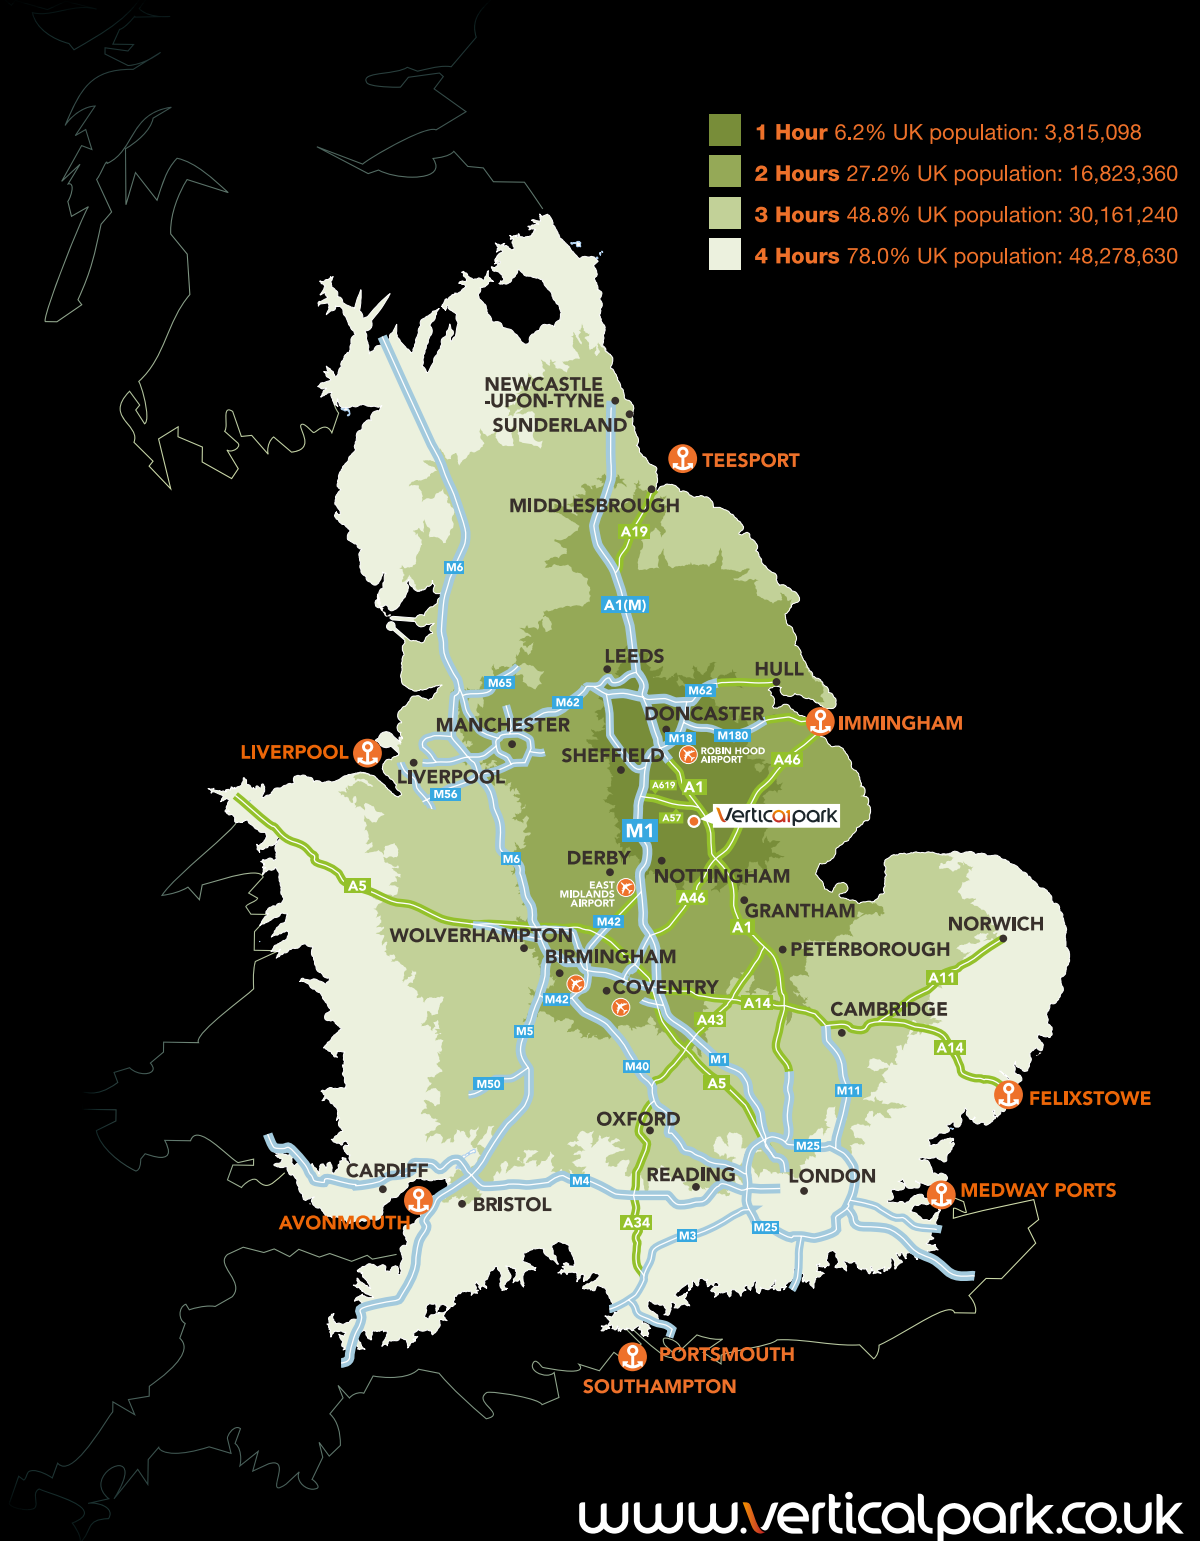 1 Hour 6.2% UK population: 3,815,098
2 Hours 27.2% UK population: 16,823,360
3 Hours 48.8% UK population: 30,161,240
4 Hours 78.0% UK population: 48,278,630
NEWCASTLE
-UPON-TYNE
SUNDERLAND
TEESPORT
MIDDLESBROUGH
A19
M6
A1(M)
LEEDS
HULL
M65
M62
M62
DONCASTER
IMMINGHAM
MANCHESTER
M18
M180
LIVERPOOL
SHEFFIELD
ROBIN HOOD
AIRPORT
A46
LIVERPOOL
A619
A1
M56
A57
Vertica1park
M1
M6
DERBY
NOTTINGHAM
A5
EAST
MIDLANDS
AIRPORT
A46
GRANTHAM
M42
A1
NORWICH
WOLVERHAMPTON
PETERBOROUGH
BIRMINGHAM
A11
COVENTRY
M42
A14
CAMBRIDGE
A43
M5
A14
M1
M40
M50
A5
M11
FELIXSTOWE
OXFORD
M25
CARDIFF
M4
READING
LONDON
MEDWAY PORTS
BRISTOL
AVONMOUTH
A34
M3
M25
PORTSMOUTH
SOUTHAMPTON
www.verticalpark.co.uk